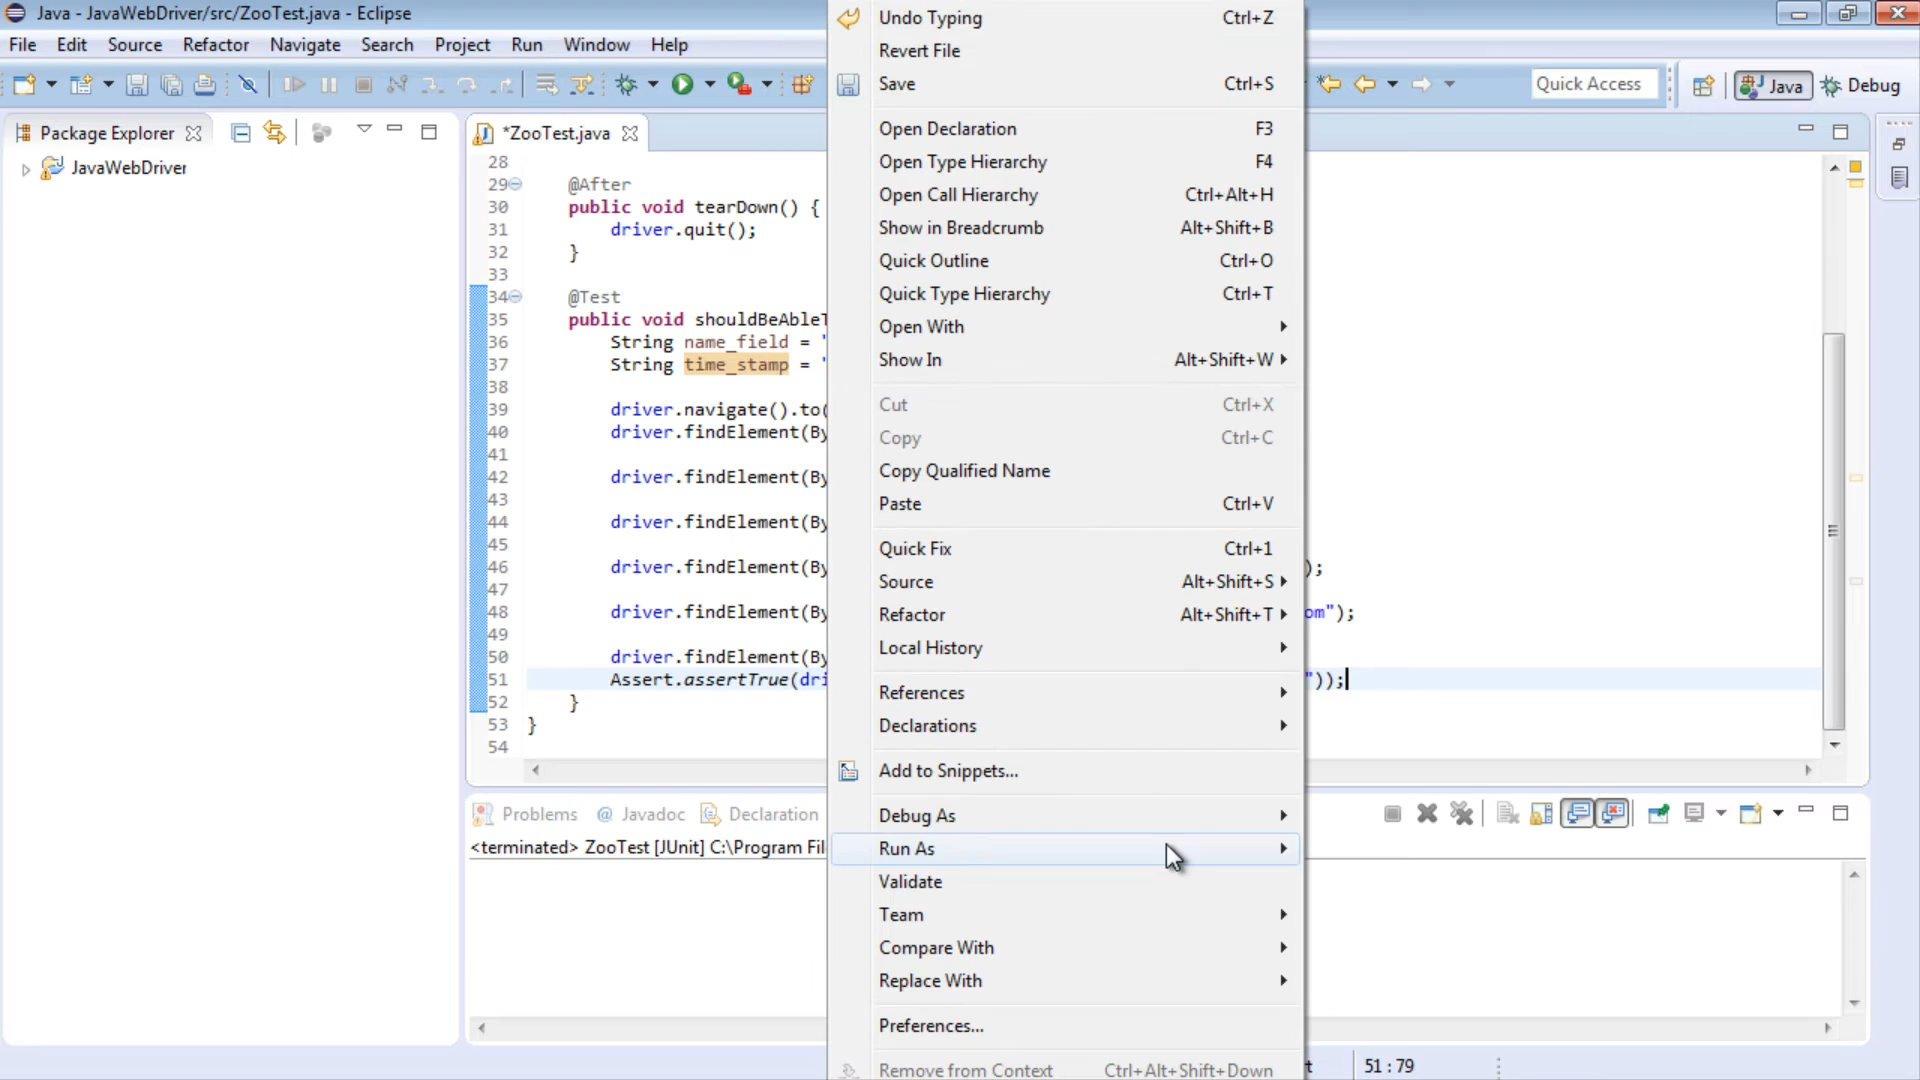 Java - JavaWebDriver/src/ZooTest.java - Eclipse
File Edit Source Refactor Navigate Search Project Run Window Help
Quick Access Java Debug
Package Explorer
JavaWebDriver
*ZooTest.java
28
29 @After
30 public void tearDown() {
31 driver.quit();
32 }
33
34 @Test
35 public void shouldBeAbleT
36 String name_field = "
37 String time_stamp = "
38
39 driver.navigate().to(
40 driver.findElement(By
41
42 driver.findElement(By
43
44 driver.findElement(By
45
46 driver.findElement(By );
47
48 driver.findElement(By om");
49
50 driver.findElement(By
51 Assert.assertTrue(dri "));
52 }
53 }
54
Undo Typing Ctrl+Z
Revert File
Save Ctrl+S
Open Declaration F3
Open Type Hierarchy F4
Open Call Hierarchy Ctrl+Alt+H
Show in Breadcrumb Alt+Shift+B
Quick Outline Ctrl+O
Quick Type Hierarchy Ctrl+T
Open With
Show In Alt+Shift+W
Cut Ctrl+X
Copy Ctrl+C
Copy Qualified Name
Paste Ctrl+V
Quick Fix Ctrl+1
Source Alt+Shift+S
Refactor Alt+Shift+T
Local History
References
Declarations
Add to Snippets...
Debug As
Run As
Validate
Team
Compare With
Replace With
Preferences...
Remove from Context Ctrl+Alt+Shift+Down
Problems @ Javadoc Declaration
<terminated> ZooTest [JUnit] C:\Program Fil
t 51:79